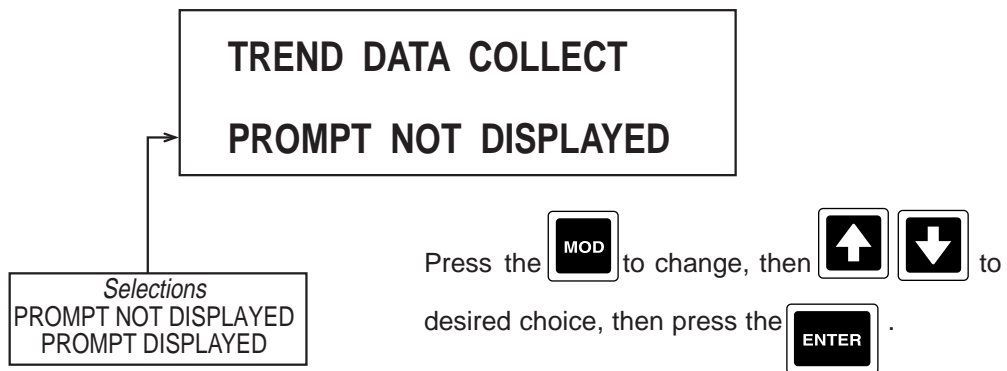 TREND DATA COLLECT
PROMPT NOT DISPLAYED
Selections
PROMPT NOT DISPLAYED
PROMPT DISPLAYED
Press the MOD to change, then to
desired choice, then press the ENTER .